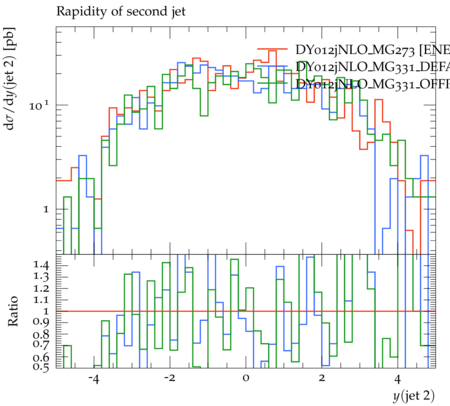 Rapidity of second jet
dσ/dy(jet 2) [pb]
DY012jNLO_MG273 [ENE
DY012jNLO_MG331_DEFA
DY012jNLO_MG331_OFFI
10¹
1
Ratio
1.4
1.3
1.2
1.1
1
0.9
0.8
0.7
0.6
0.5
-4 -2 0 2 4
y(jet 2)